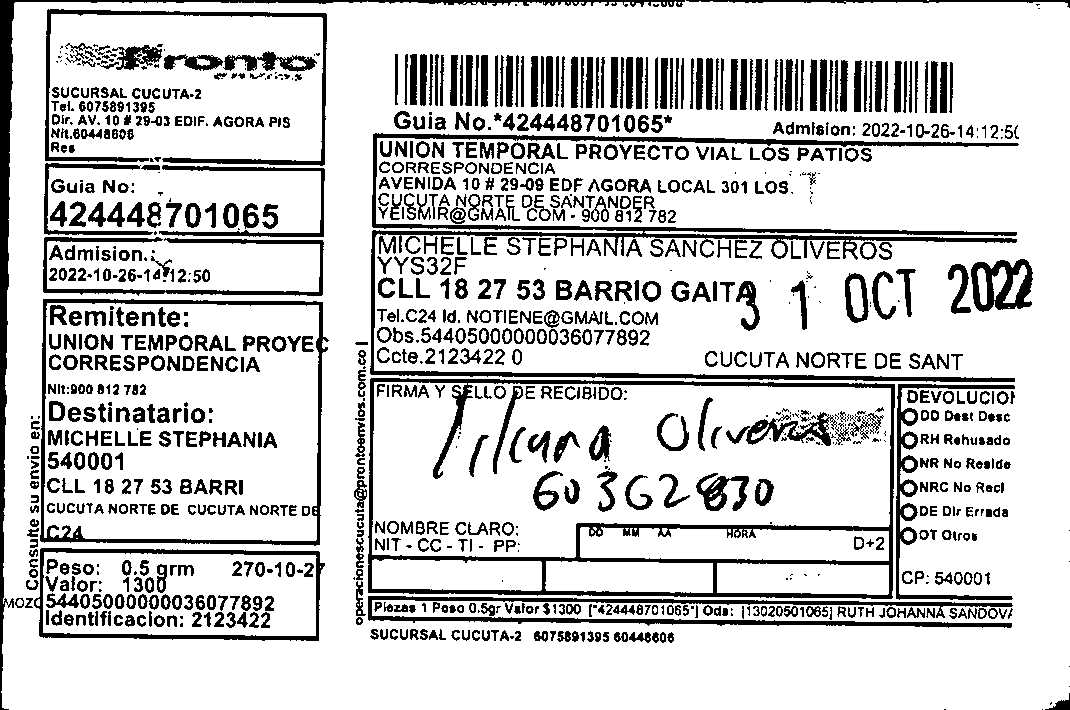 Pronto
envios
SUCURSAL CUCUTA-2
Tel. 6075891395
Dir. AV. 10 # 29-03 EDIF. AGORA PIS
Nit.60448606
Res
Guia No:
424448701065
Admision.:
2022-10-26-14:12:50
Remitente:
UNION TEMPORAL PROYEC
CORRESPONDENCIA
Nit:900 812 782
Destinatario:
MICHELLE STEPHANIA
540001
CLL 18 27 53 BARRI
CUCUTA NORTE DE CUCUTA NORTE DE
C24
Peso: 0.5 grm 270-10-27
Valor: 1300
54405000000036077892
Identificacion: 2123422
Consulte su envio en:
operacionescucuta@prontoenvios.com.co |
Guia No.*424448701065*
Admision: 2022-10-26-14:12:50
UNION TEMPORAL PROYECTO VIAL LOS PATIOS
CORRESPONDENCIA
AVENIDA 10 # 29-09 EDF AGORA LOCAL 301 LOS.
CUCUTA NORTE DE SANTANDER
YEISMIR@GMAIL COM - 900 812 782
MICHELLE STEPHANIA SANCHEZ OLIVEROS
YYS32F
CLL 18 27 53 BARRIO GAITA
31 OCT 2022
Tel.C24 Id. NOTIENE@GMAIL.COM
Obs.54405000000036077892
Ccte.2123422 0
CUCUTA NORTE DE SANT
FIRMA Y SELLO DE RECIBIDO:
Oliveros
60362830
NOMBRE CLARO:
NIT - CC - TI - PP:
DD MM AA HORA
D+2
DEVOLUCION
DD Dest Desc
RH Rehusado
NR No Reside
NRC No Recl
DE Dir Errada
OT Otros
CP: 540001
Piezas 1 Peso 0.5gr Valor $1300 [*424448701065*] Ods: |13020501065| RUTH JOHANNA SANDOVA
SUCURSAL CUCUTA-2 6075891395 60448606